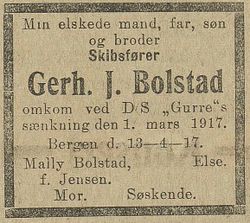 Min elskede mand, far, søn
og broder
Skibsfører
Gerh. J. Bolstad
omkom ved D/S „Gurre“s
sænkning den 1. mars 1917.
Bergen d. 13—4—17.
Mally Bolstad, Else.
f. Jensen.
Mor. Søskende.